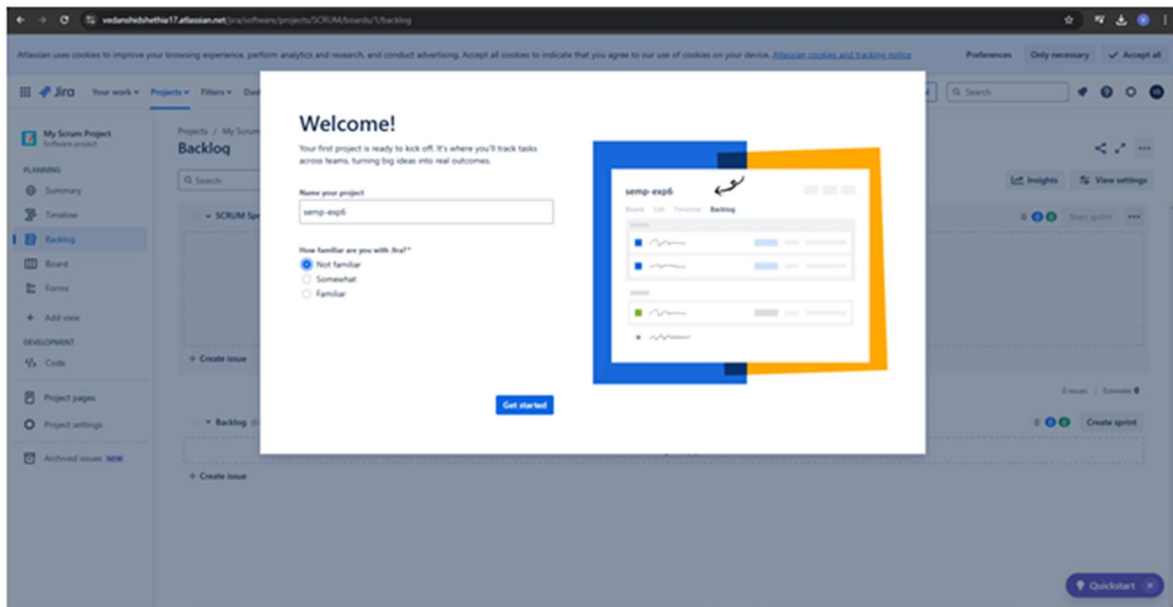 vedanshidshethia17.atlassian.net/jira/software/projects/SCRUM/boards/1/backlog
Atlassian uses cookies to improve your browsing experience, perform analytics and research, and conduct advertising. Accept all cookies to indicate that you agree to our use of cookies on your device. Atlassian cookies and tracking notice
Preferences
Only necessary
Accept all
Jira
Your work
Projects
Filters
Search
My Scrum Project
Software project
Projects / My Scrum
Backlog
PLANNING
Summary
Timeline
Backlog
Board
Forms
Add view
DEVELOPMENT
Code
Project pages
Project settings
Archived issues NEW
Search
Insights
View settings
SCRUM Spr
Start sprint
+ Create issue
0 issues
Estimate 0
Backlog
Create sprint
+ Create issue
Welcome!
Your first project is ready to kick off. It's where you'll track tasks
across teams, turning big ideas into real outcomes.
Name your project
semp-exp6
How familiar are you with Jira?*
Not familiar
Somewhat
Familiar
Get started
semp-exp6
Board List Timeline Backlog
Quickstart